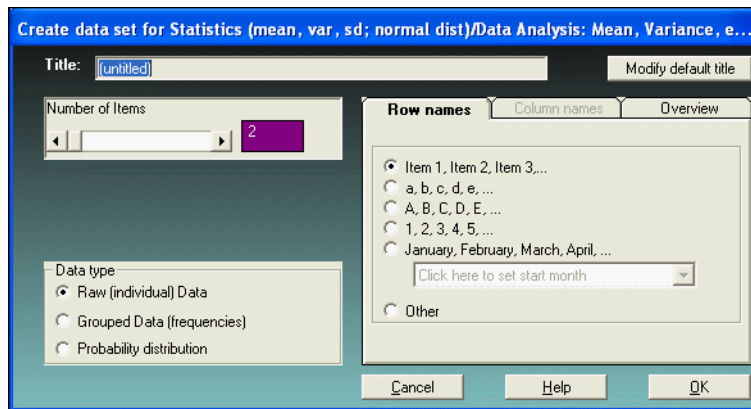 Create data set for Statistics (mean, var, sd; normal dist)/Data Analysis: Mean, Variance, e...
Title: (untitled) Modify default title
Number of Items
2
Row names Column names Overview
Item 1, Item 2, Item 3,...
a, b, c, d, e, ...
A, B, C, D, E, ...
1, 2, 3, 4, 5, ...
January, February, March, April, ...
Click here to set start month
Other
Data type
Raw (individual) Data
Grouped Data (frequencies)
Probability distribution
Cancel Help OK